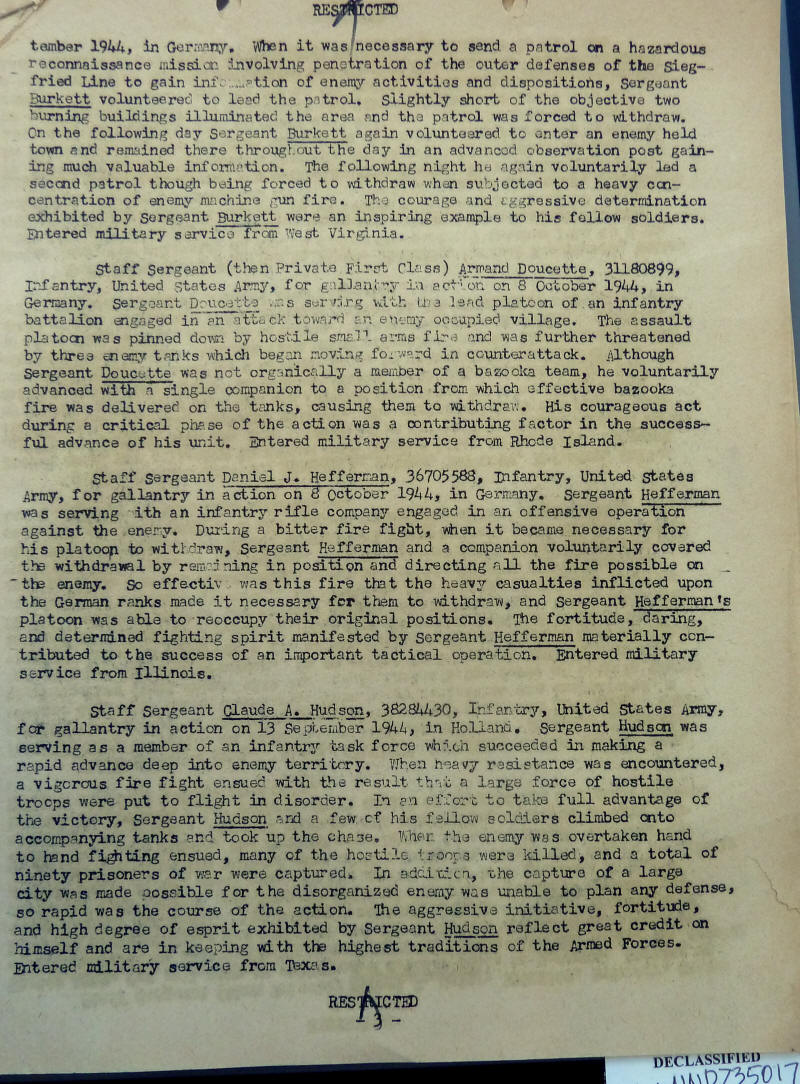 RESTRICTED
tember 1944, in Germany. When it was necessary to send a patrol on a hazardous
reconnaissance mission involving penetration of the outer defenses of the Sieg-
fried Line to gain information of enemy activities and dispositions, Sergeant
Burkett volunteered to lead the patrol. Slightly short of the objective two
burning buildings illuminated the area and the patrol was forced to withdraw.
On the following day Sergeant Burkett again volunteered to enter an enemy held
town and remained there throughout the day in an advanced observation post gain-
ing much valuable information. The following night he again voluntarily led a
second patrol though being forced to withdraw when subjected to a heavy con-
centration of enemy machine gun fire. The courage and aggressive determination
exhibited by Sergeant Burkett were an inspiring example to his fellow soldiers.
Entered military service from West Virginia.
Staff Sergeant (then Private First Class) Armand Doucette, 31180899,
Infantry, United States Army, for gallantry in action on 8 October 1944, in
Germany. Sergeant Doucette was serving with the lead platoon of an infantry
battalion engaged in an attack toward an enemy occupied village. The assault
platoon was pinned down by hostile small arms fire and was further threatened
by three enemy tanks which began moving forward in counterattack. Although
Sergeant Doucette was not organically a member of a bazooka team, he voluntarily
advanced with a single companion to a position from which effective bazooka
fire was delivered on the tanks, causing them to withdraw. His courageous act
during a critical phase of the action was a contributing factor in the success-
ful advance of his unit. Entered military service from Rhode Island.
Staff Sergeant Daniel J. Hefferman, 36705588, Infantry, United States
Army, for gallantry in action on 8 October 1944, in Germany. Sergeant Hefferman
was serving with an infantry rifle company engaged in an offensive operation
against the enemy. During a bitter fire fight, when it became necessary for
his platoon to withdraw, Sergeant Hefferman and a companion voluntarily covered
the withdrawal by remaining in position and directing all the fire possible on
the enemy. So effective was this fire that the heavy casualties inflicted upon
the German ranks made it necessary for them to withdraw, and Sergeant Hefferman's
platoon was able to reoccupy their original positions. The fortitude, daring,
and determined fighting spirit manifested by Sergeant Hefferman materially con-
tributed to the success of an important tactical operation. Entered military
service from Illinois.
Staff Sergeant Claude A. Hudson, 38284430, Infantry, United States Army,
for gallantry in action on 13 September 1944, in Holland. Sergeant Hudson was
serving as a member of an infantry task force which succeeded in making a
rapid advance deep into enemy territory. When heavy resistance was encountered,
a vigorous fire fight ensued with the result that a large force of hostile
troops were put to flight in disorder. In an effort to take full advantage of
the victory, Sergeant Hudson and a few of his fellow soldiers climbed onto
accompanying tanks and took up the chase. When the enemy was overtaken hand
to hand fighting ensued, many of the hostile troops were killed, and a total of
ninety prisoners of war were captured. In addition, the capture of a large
city was made possible for the disorganized enemy was unable to plan any defense,
so rapid was the course of the action. The aggressive initiative, fortitude,
and high degree of esprit exhibited by Sergeant Hudson reflect great credit on
himself and are in keeping with the highest traditions of the Armed Forces.
Entered military service from Texas.
RESTRICTED
- 3 -
DECLASSIFIED
NND735017